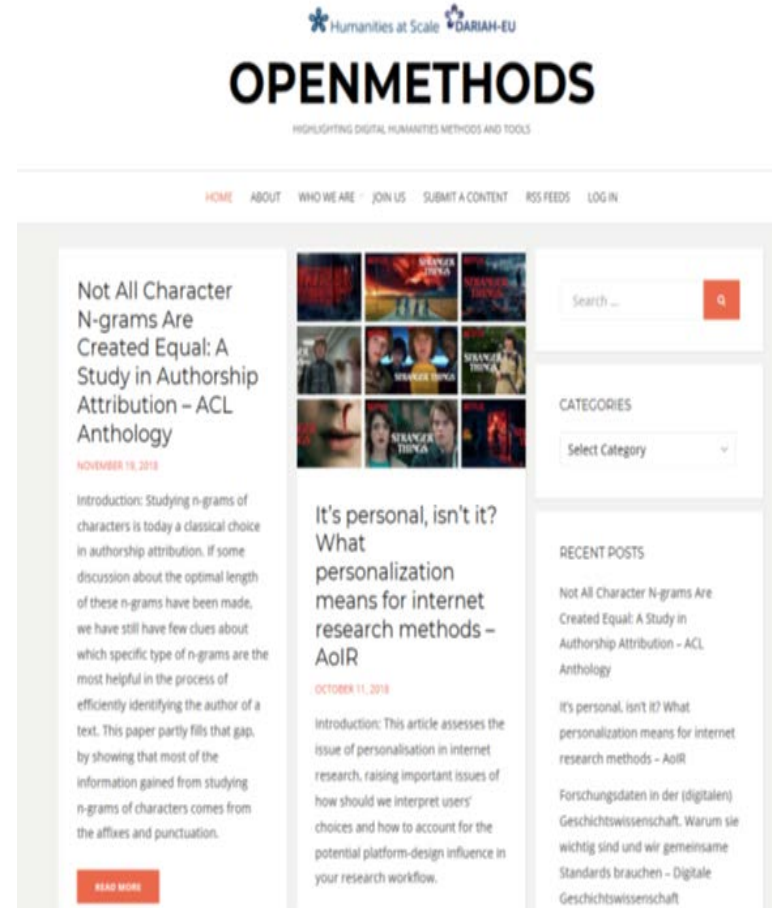 Humanities at Scale DARIAH-EU
OPENMETHODS
HIGHLIGHTING DIGITAL HUMANITIES METHODS AND TOOLS
HOME ABOUT WHO WE ARE JOIN US SUBMIT A CONTENT RSS FEEDS LOG IN
Not All Character
N-grams Are
Created Equal: A
Study in Authorship
Attribution – ACL
Anthology
NOVEMBER 19, 2018
Introduction: Studying n-grams of
characters is today a classical choice
in authorship attribution. If some
discussion about the optimal length
of these n-grams have been made,
we have still have few clues about
which specific type of n-grams are the
most helpful in the process of
efficiently identifying the author of a
text. This paper partly fills that gap,
by showing that most of the
information gained from studying
n-grams of characters comes from
the affixes and punctuation.
READ MORE
STRANGER
THINGS
STRANGER
THINGS
STRANGER THINGS
STRANGER
THINGS
It's personal, isn't it?
What
personalization
means for internet
research methods –
AoIR
OCTOBER 11, 2018
Introduction: This article assesses the
issue of personalisation in internet
research, raising important issues of
how should we interpret users'
choices and how to account for the
potential platform-design influence in
your research workflow.
Search ...
CATEGORIES
Select Category
RECENT POSTS
Not All Character N-grams Are
Created Equal: A Study in
Authorship Attribution – ACL
Anthology
It's personal, isn't it? What
personalization means for internet
research methods – AoIR
Forschungsdaten in der (digitalen)
Geschichtswissenschaft. Warum sie
wichtig sind und wir gemeinsame
Standards brauchen – Digitale
Geschichtswissenschaft